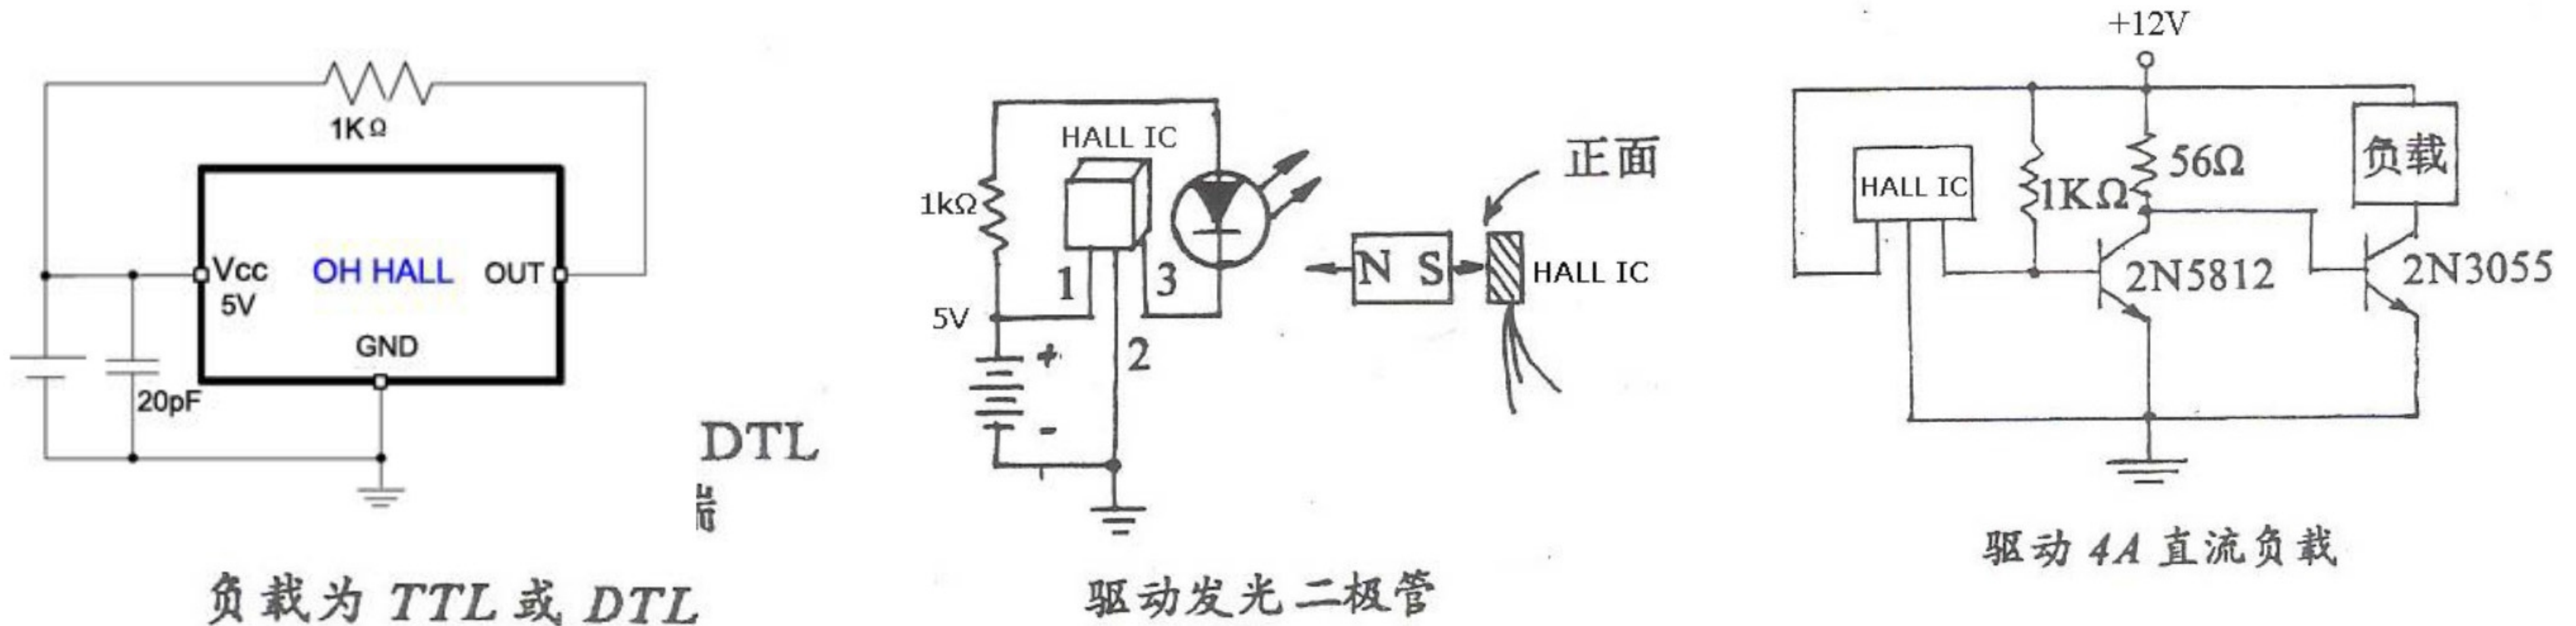 1KΩ
Vcc
5V
OH HALL
OUT
GND
20pF
DTL
负载为 TTL 或 DTL
HALL IC
1kΩ
1
3
5V
+
2
-
正面
N S
HALL IC
驱动发光二极管
+12V
HALL IC
1KΩ
56Ω
负载
2N5812
2N3055
驱动 4A 直流负载